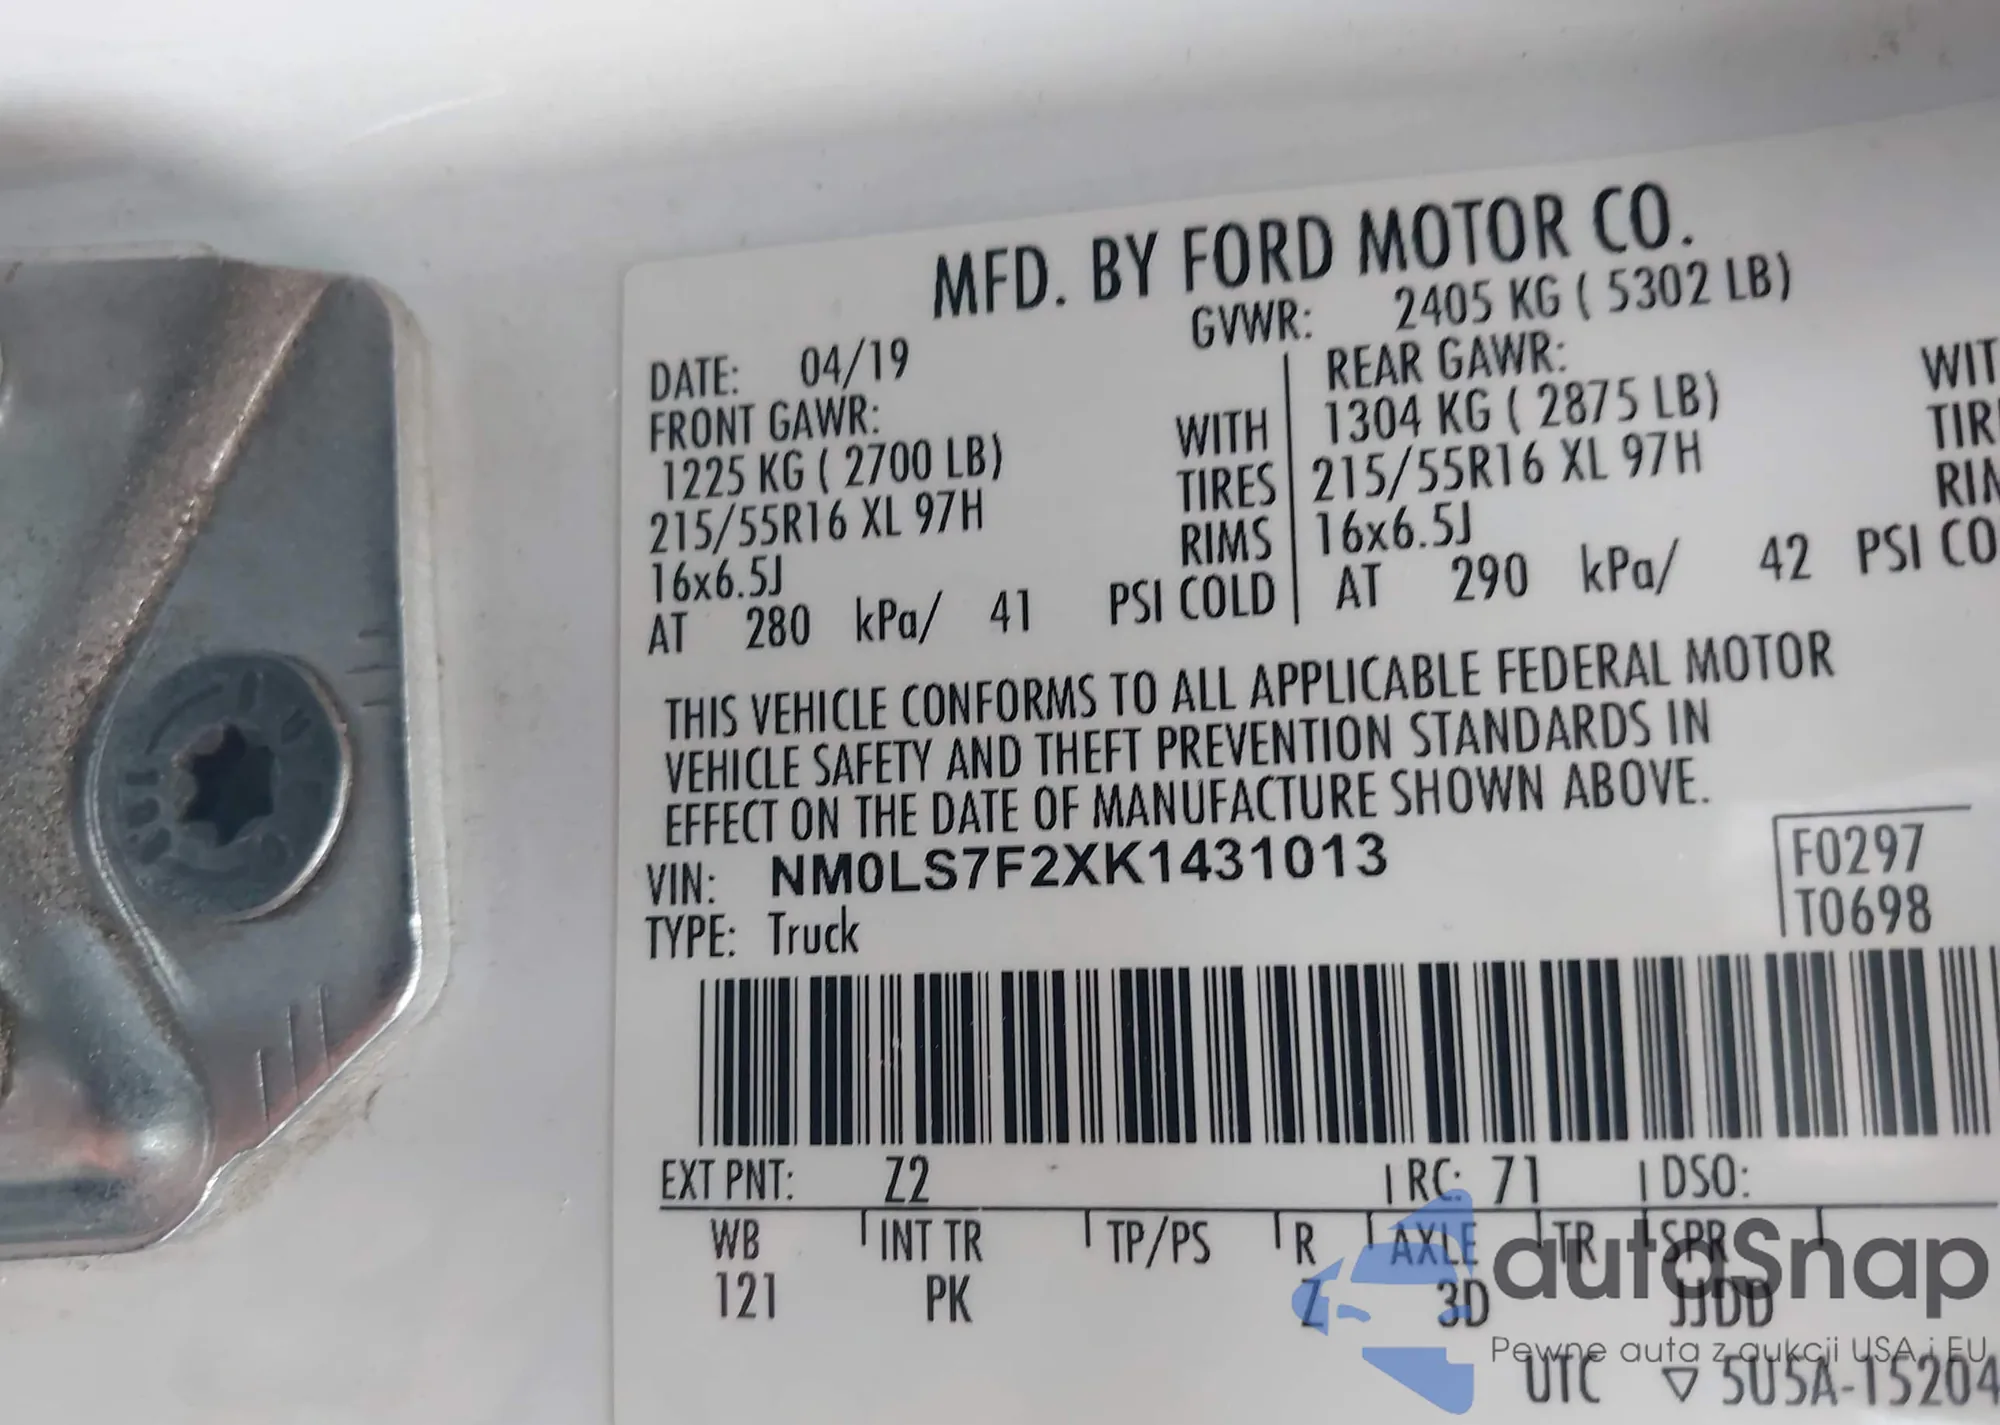 MFD. BY FORD MOTOR CO.
DATE: 04/19 GVWR: 2405 KG ( 5302 LB)
FRONT GAWR: REAR GAWR:
1225 KG ( 2700 LB) WITH 1304 KG ( 2875 LB) WIT
215/55R16 XL 97H TIRES 215/55R16 XL 97H TIR
16x6.5J RIMS 16x6.5J RIM
AT 280 kPa/ 41 PSI COLD AT 290 kPa/ 42 PSI CO
THIS VEHICLE CONFORMS TO ALL APPLICABLE FEDERAL MOTOR
VEHICLE SAFETY AND THEFT PREVENTION STANDARDS IN
EFFECT ON THE DATE OF MANUFACTURE SHOWN ABOVE.
VIN: NM0LS7F2XK1431013 F0297
TYPE: Truck T0698
EXT PNT: Z2 RC: 71 DSO:
WB INT TR TP/PS R AXLE TR SPR
121 PK Z 3D JJDD
autoSnap
Pewne auta z aukcji USA i EU
UTC ▽ 5U5A-15204